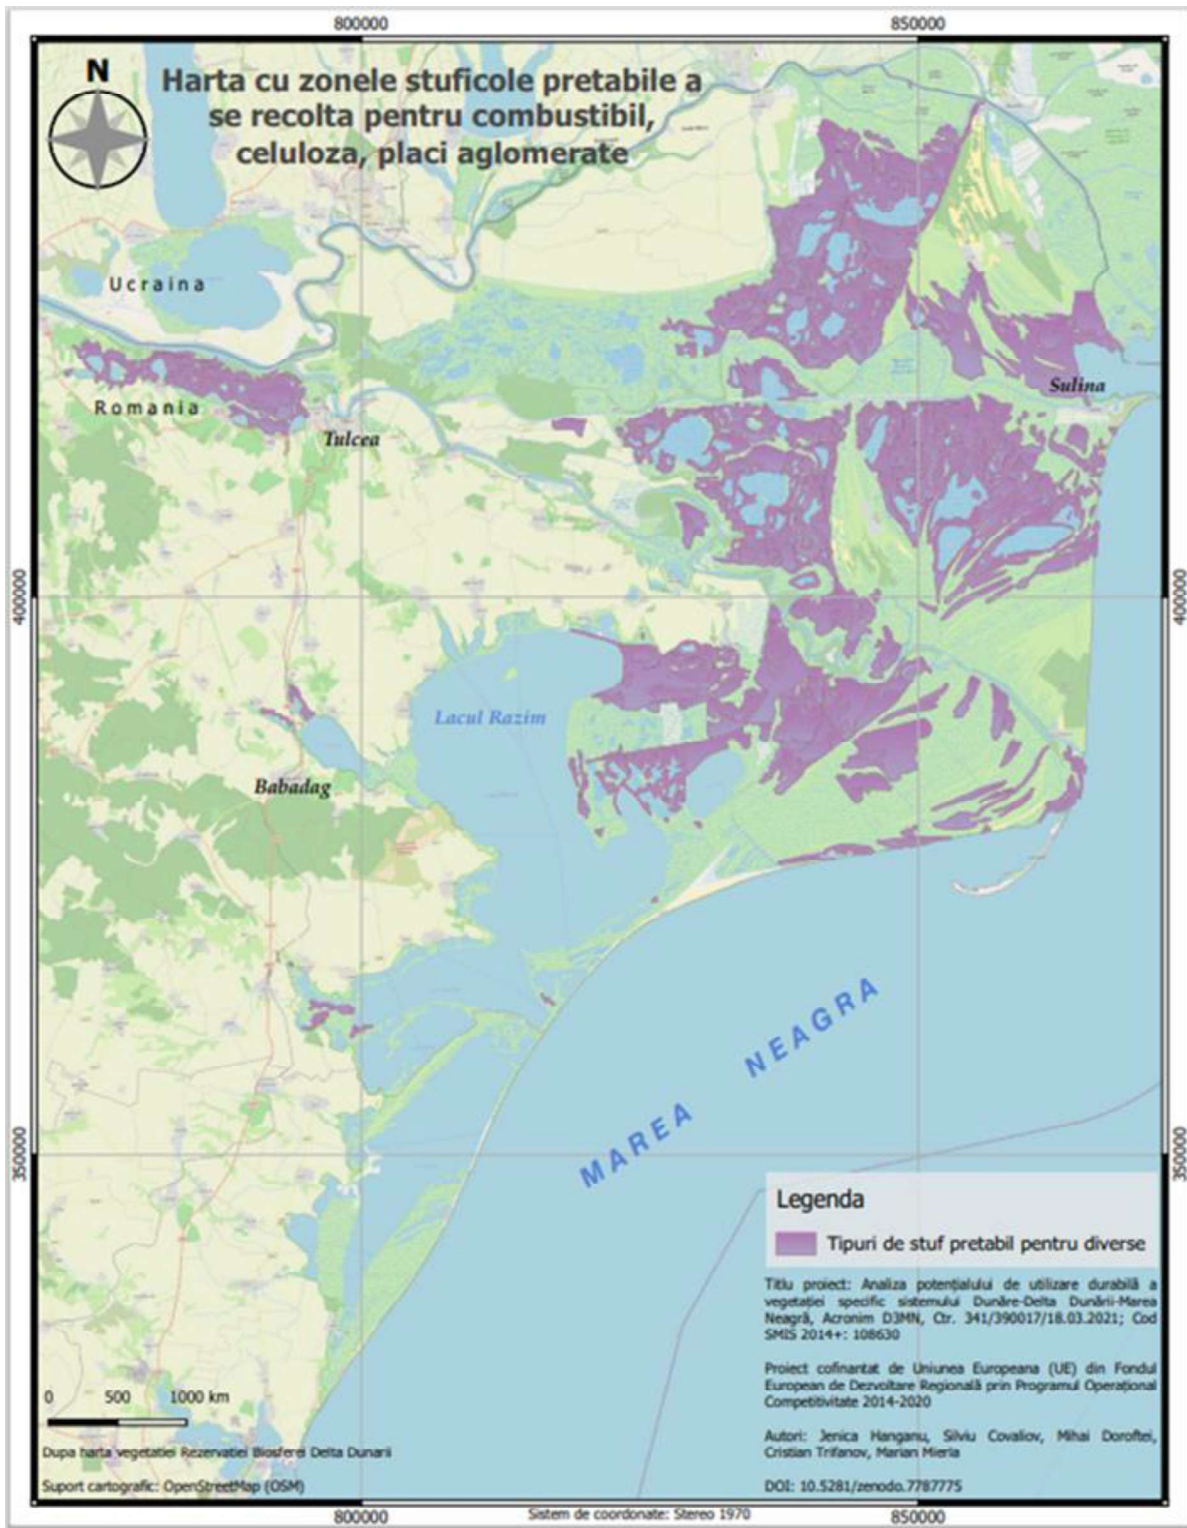 800000
850000
N
Harta cu zonele stuficole pretabile a
se recolta pentru combustibil,
celuloza, placi aglomerate
Ucraina
Romania
Tulcea
Sulina
400000
400000
Lacul Razim
Babadag
MAREA NEAGRA
350000
350000
Legenda
Tipuri de stuf pretabil pentru diverse
Titlu proiect: Analiza potențialului de utilizare durabilă a
vegetației specific sistemului Dunăre-Delta Dunării-Marea
Neagră, Acronim D3MN, Ctr. 341/390017/18.03.2021; Cod
SMIS 2014+: 108630
Proiect cofinantat de Uniunea Europeana (UE) din Fondul
European de Dezvoltare Regională prin Programul Operațional
Competitivitate 2014-2020
Autori: Jenica Hanganu, Silviu Covaliov, Mihai Doroftei,
Cristian Trifanov, Marian Mierla
DOI: 10.5281/zenodo.7787775
0 500 1000 km
Dupa harta vegetatiei Rezervatiei Biosferei Delta Dunarii
Suport cartografic: OpenStreetMap (OSM)
800000
Sistem de coordonate: Stereo 1970
850000